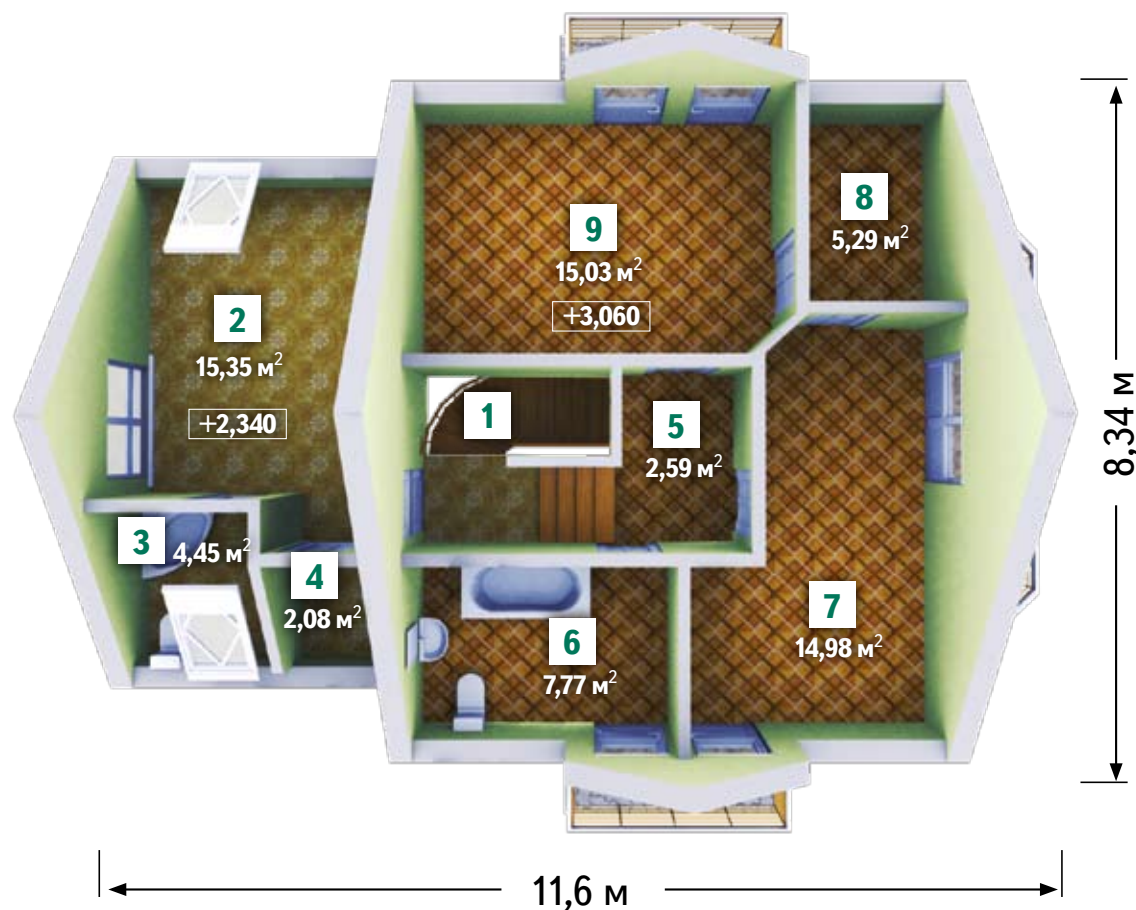 8
5,29 м²
9
15,03 м²
+3,060
2
15,35 м²
+2,340
1
5
2,59 м²
8,34 м
3
4,45 м²
4
2,08 м²
7
14,98 м²
6
7,77 м²
11,6 м